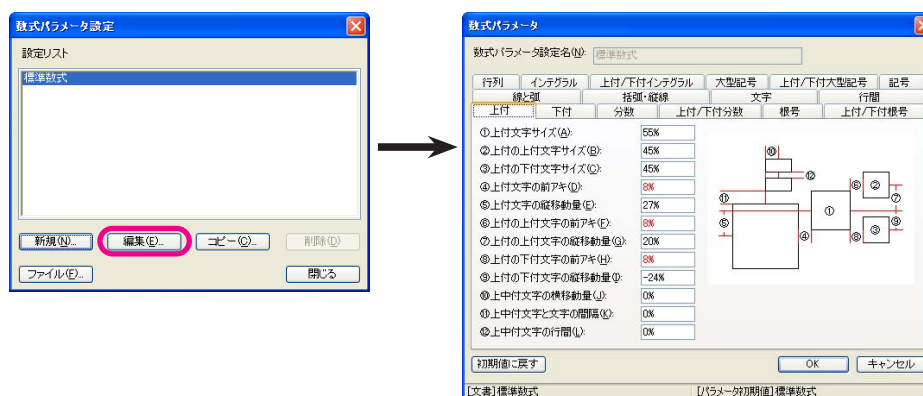 数式パラメータ設定
設定リスト
標準数式
新規(N)... 編集(E)... コピー(C)... 削除(D)
ファイル(F)... 閉じる
数式パラメータ
数式パラメータ設定名(N): 標準数式
行列 インテグラル 上付/下付インテグラル 大型記号 上付/下付大型記号 記号
線と弧 括弧・縦線 文字 行間
上付 下付 分数 上付/下付分数 根号 上付/下付根号
①上付文字サイズ(A): 55%
②上付の上付文字サイズ(B): 45%
③上付の下付文字サイズ(C): 45%
④上付文字の前アキ(D): 8%
⑤上付文字の縦移動量(E): 27%
⑥上付の上付文字の前アキ(F): 8%
⑦上付の上付文字の縦移動量(G): 20%
⑧上付の下付文字の前アキ(H): 8%
⑨上付の下付文字の縦移動量(I): -24%
⑩上中付文字の横移動量(J): 0%
⑪上中付文字と文字の間隔(K): 0%
⑫上中付文字の行間(L): 0%
⑩
⑫
⑥ ②
⑪ ⑦
①
⑤ ⑨
④ ⑧ ③
初期値に戻す OK キャンセル
[文書]標準数式 [パラメータ初期値]標準数式